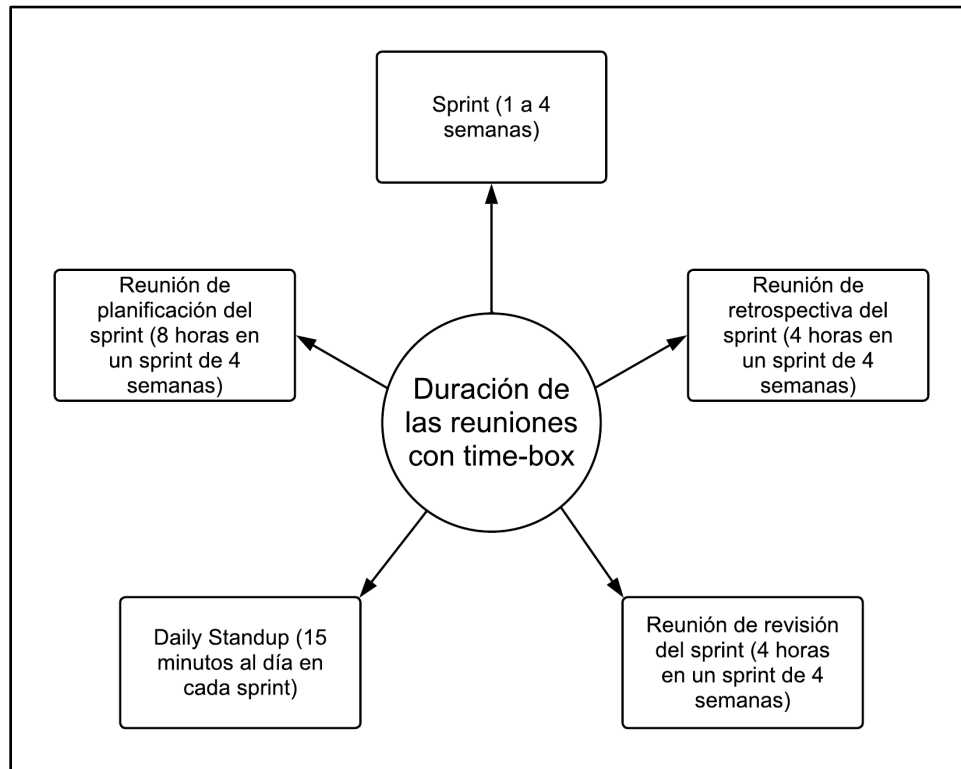 Sprint (1 a 4
semanas)
Reunión de
planificación del
sprint (8 horas en
un sprint de 4
semanas)
Reunión de
retrospectiva del
sprint (4 horas en
un sprint de 4
semanas)
Duración de
las reuniones
con time-box
Daily Standup (15
minutos al día en
cada sprint)
Reunión de revisión
del sprint (4 horas
en un sprint de 4
semanas)